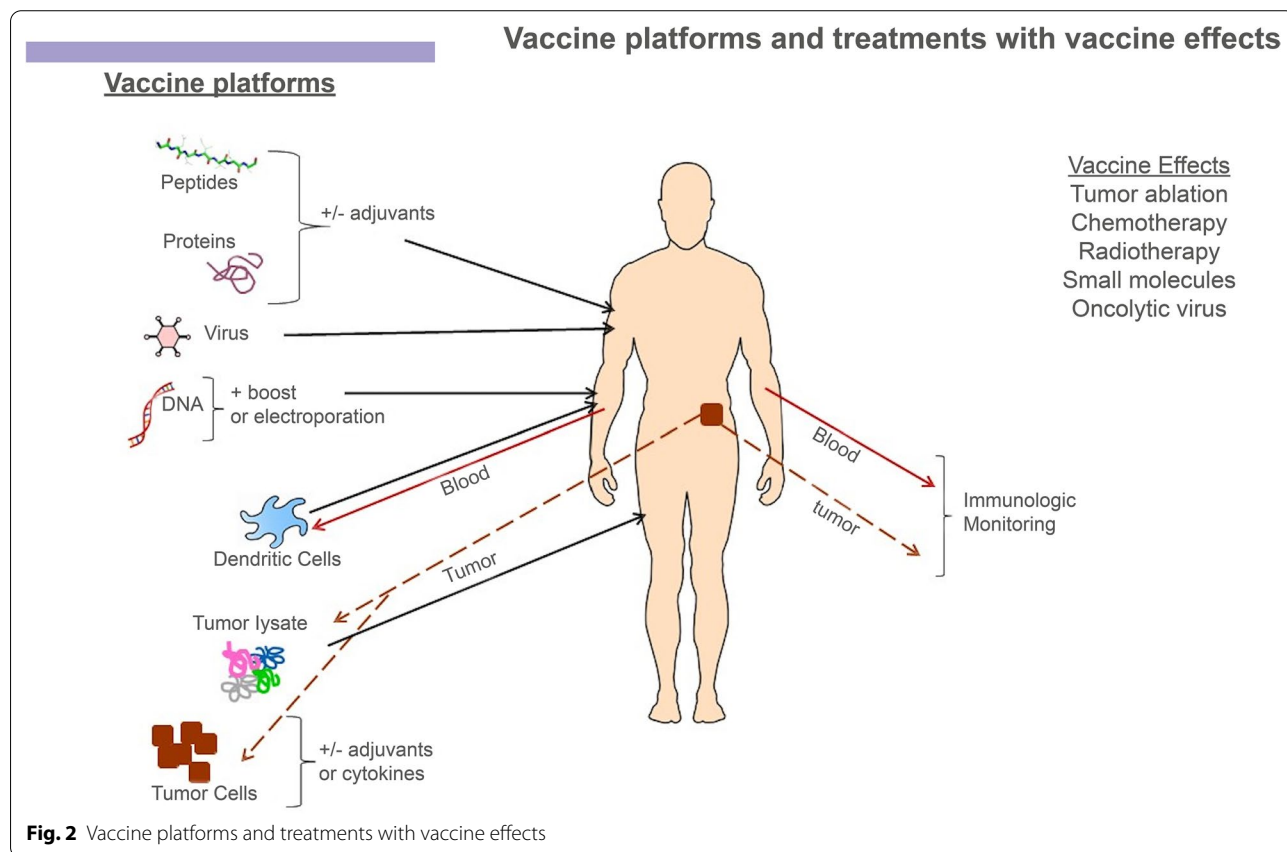 Vaccine platforms and treatments with vaccine effects
Vaccine platforms
Peptides
+/- adjuvants
Proteins
Virus
DNA
+ boost
or electroporation
Blood
Dendritic Cells
Tumor
Tumor lysate
Tumor Cells
+/- adjuvants
or cytokines
Vaccine Effects
Tumor ablation
Chemotherapy
Radiotherapy
Small molecules
Oncolytic virus
Blood
tumor
Immunologic
Monitoring
Fig. 2 Vaccine platforms and treatments with vaccine effects